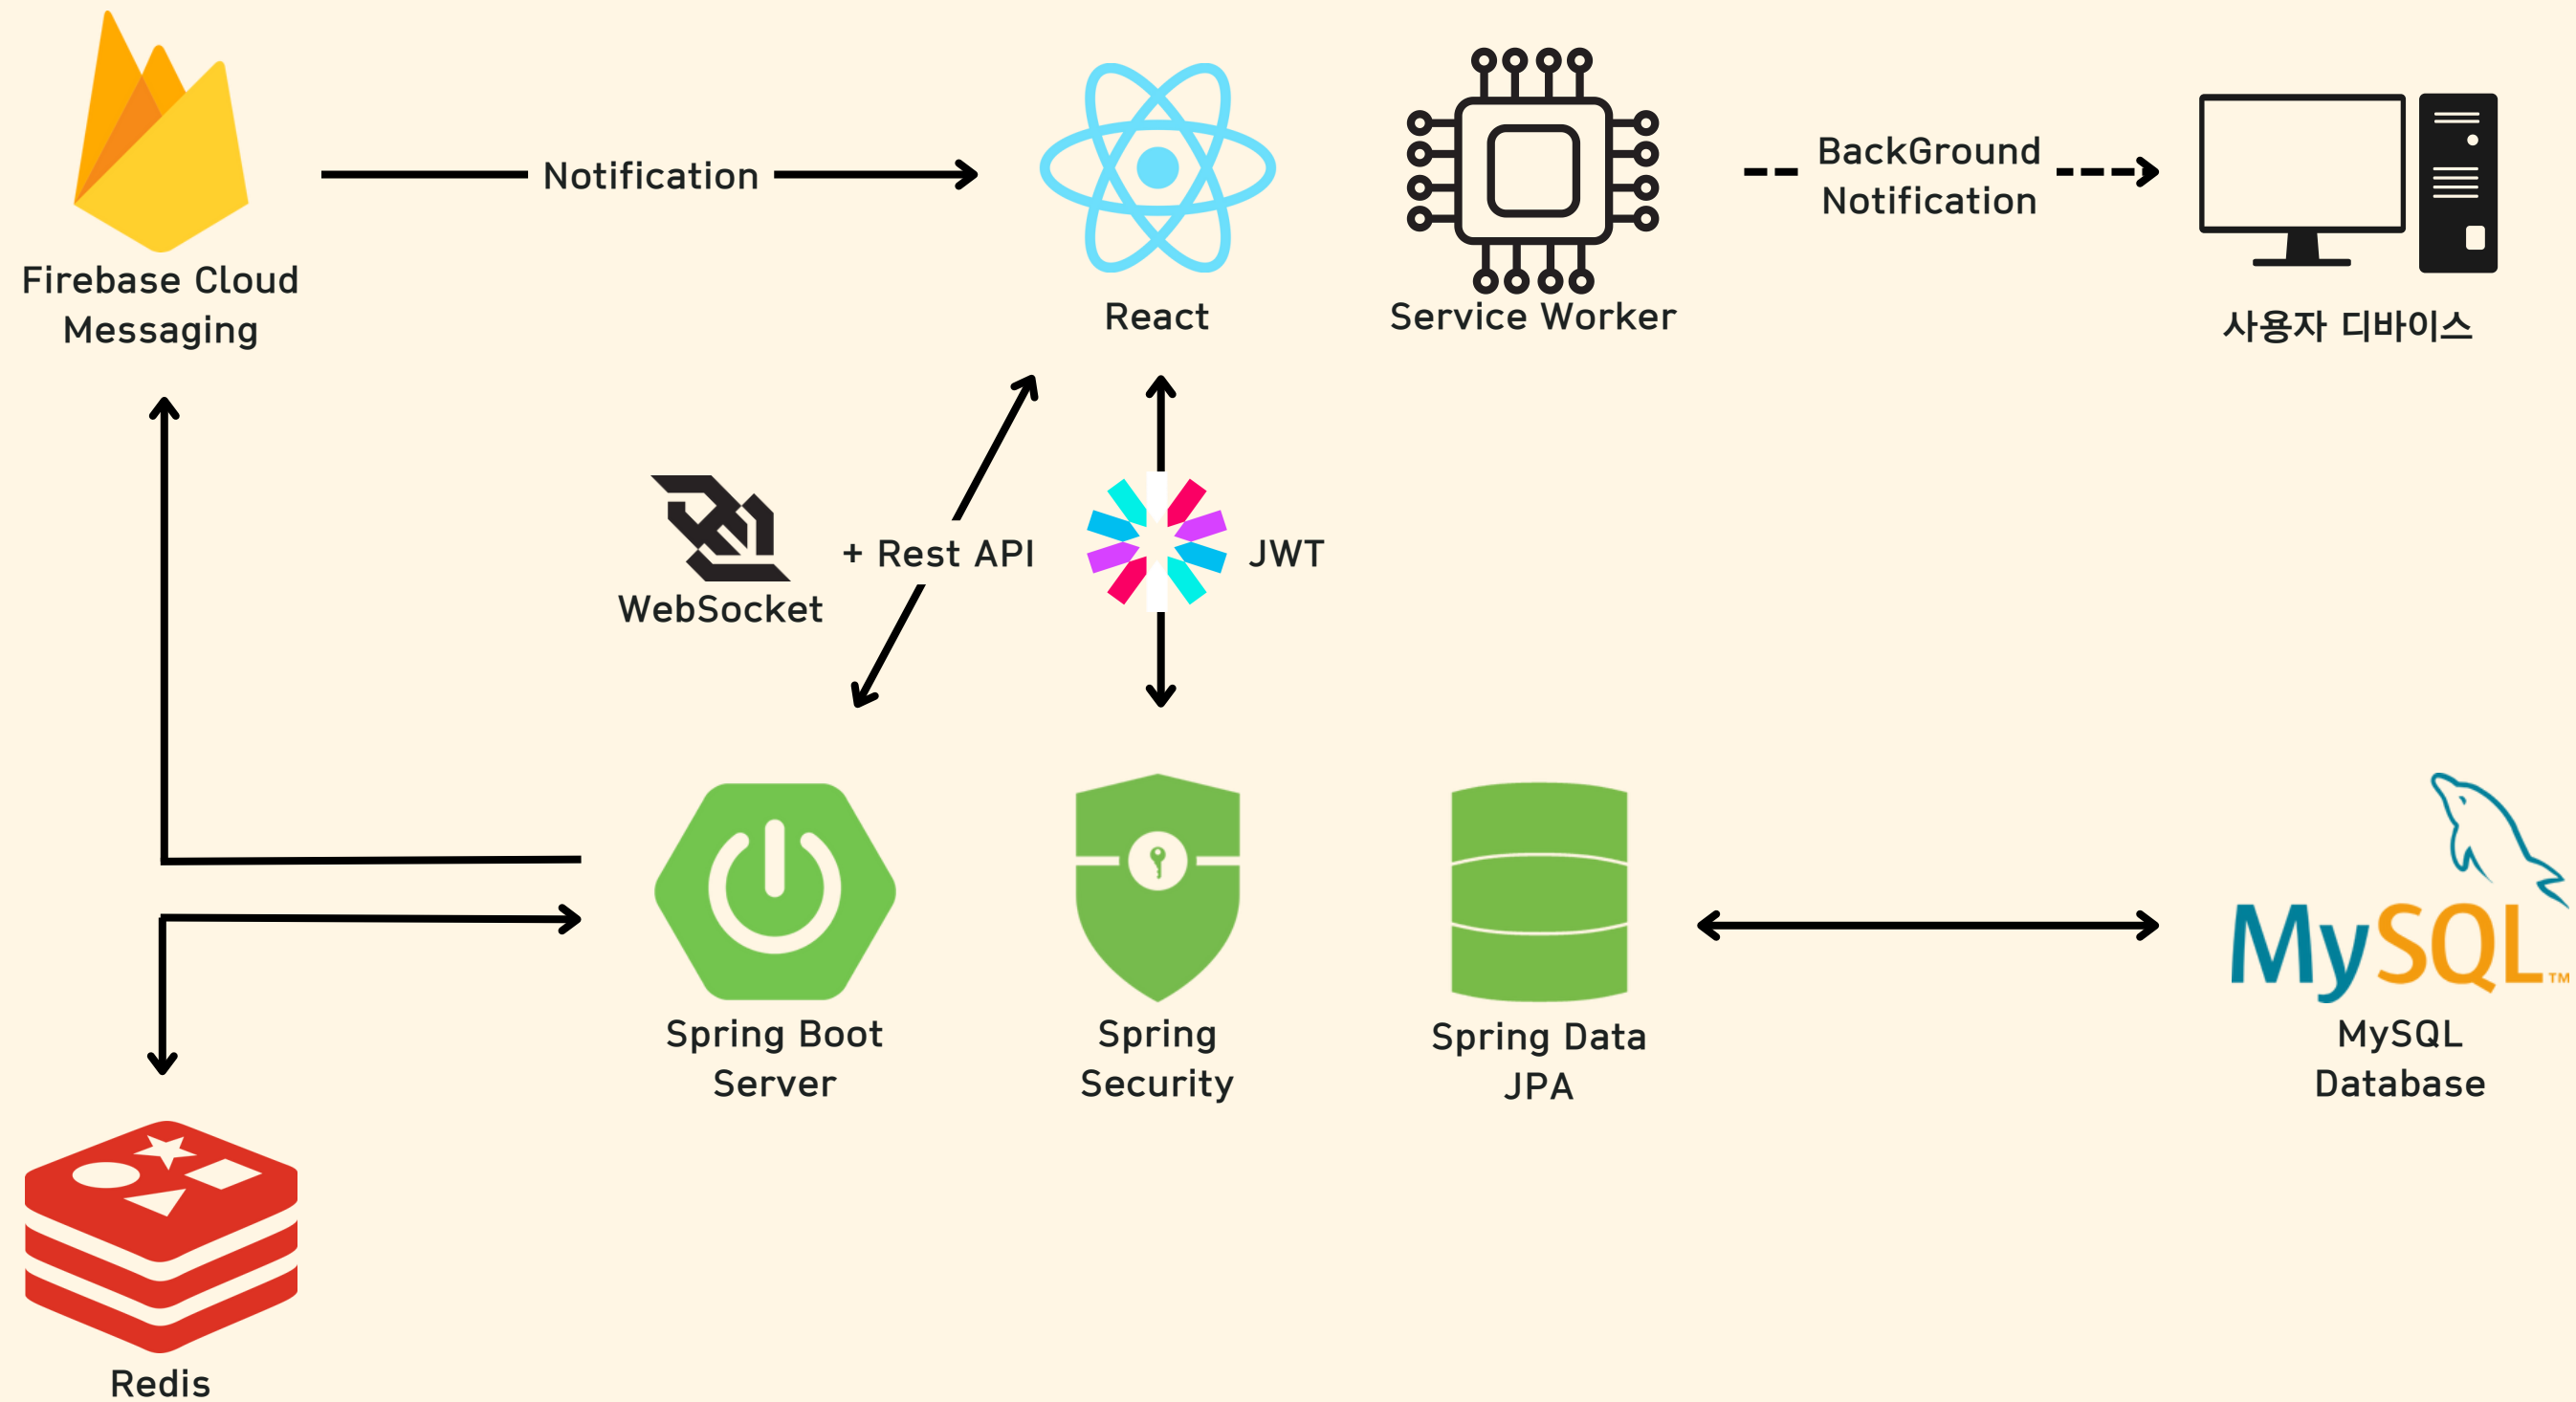 Notification
BackGround
Notification
Firebase Cloud
Messaging
React
Service Worker
사용자 디바이스
+ Rest API
JWT
WebSocket
MySQL™
Spring Boot
Server
Spring
Security
Spring Data
JPA
MySQL
Database
Redis